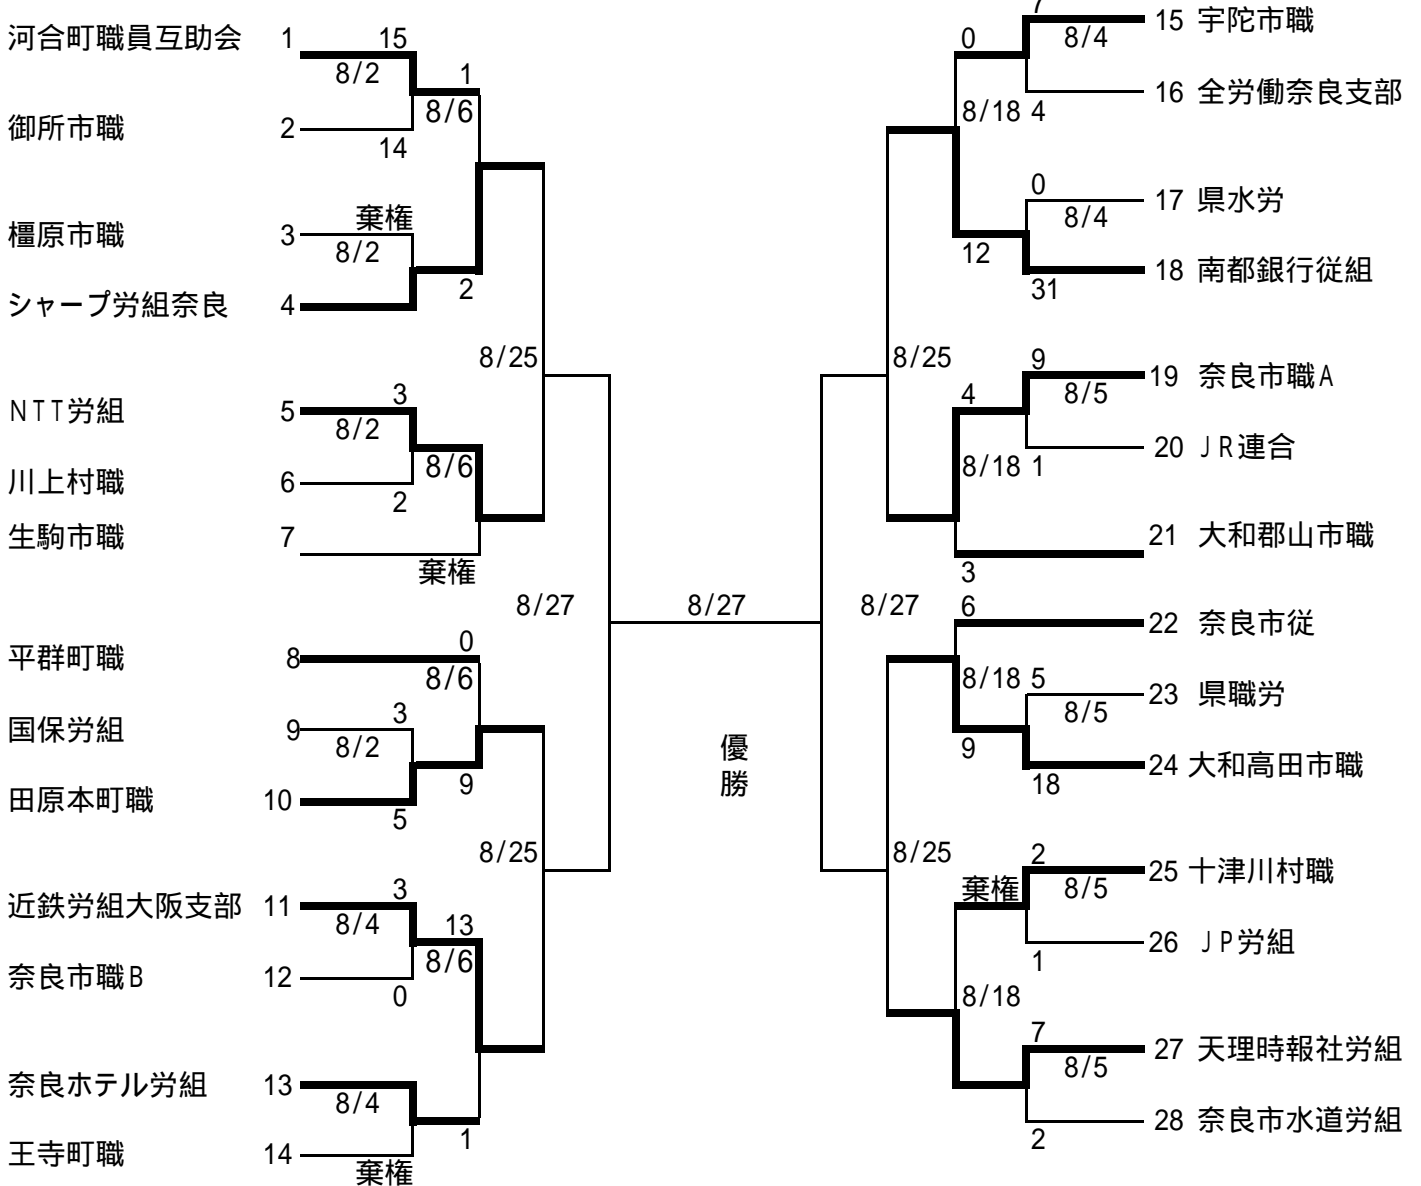 河合町職員互助会 1 15
8/2 1
8/6
御所市職 2
14
棄権
橿原市職 3
8/2
シャープ労組奈良 4 2
8/25
NTT労組 5 3
8/2
8/6
川上村職 6
2
生駒市職 7
棄権
8/27
平群町職 8 0
8/6
国保労組 9 3
8/2
9
田原本町職 10
5
8/25
近鉄労組大阪支部 11 3
8/4 13
8/6
奈良市職B 12
0
奈良ホテル労組 13
8/4
1
王寺町職 14
棄権
8/27
優
勝
7
0 8/4 15 宇陀市職
16 全労働奈良支部
8/18 4
0
17 県水労
8/4
12
18 南都銀行従組
31
8/25
9
19 奈良市職A
4 8/5
20 JR連合
8/18 1
21 大和郡山市職
3
8/27
6
22 奈良市従
8/18 5
23 県職労
8/5
9
24 大和高田市職
18
8/25
2
25 十津川村職
棄権 8/5
26 JP労組
1
8/18
7
27 天理時報社労組
8/5
28 奈良市水道労組
2